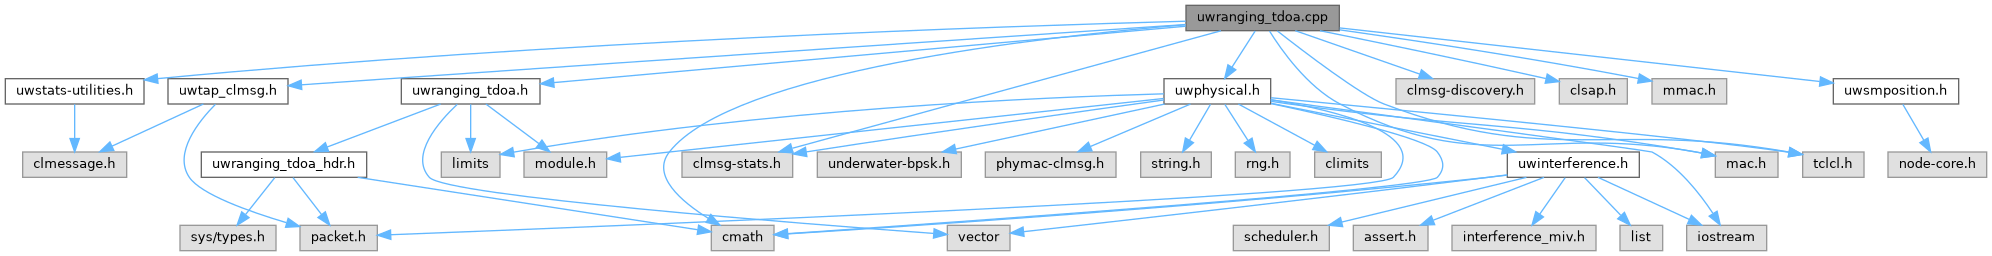 uwranging_tdoa.cpp
uwstats-utilities.h
uwtap_clmsg.h
uwranging_tdoa.h
uwphysical.h
clmsg-discovery.h
clsap.h
mmac.h
uwsmposition.h
clmessage.h
uwranging_tdoa_hdr.h
limits
module.h
clmsg-stats.h
underwater-bpsk.h
phymac-clmsg.h
string.h
rng.h
climits
uwinterference.h
mac.h
tclcl.h
node-core.h
sys/types.h
packet.h
cmath
vector
scheduler.h
assert.h
interference_miv.h
list
iostream